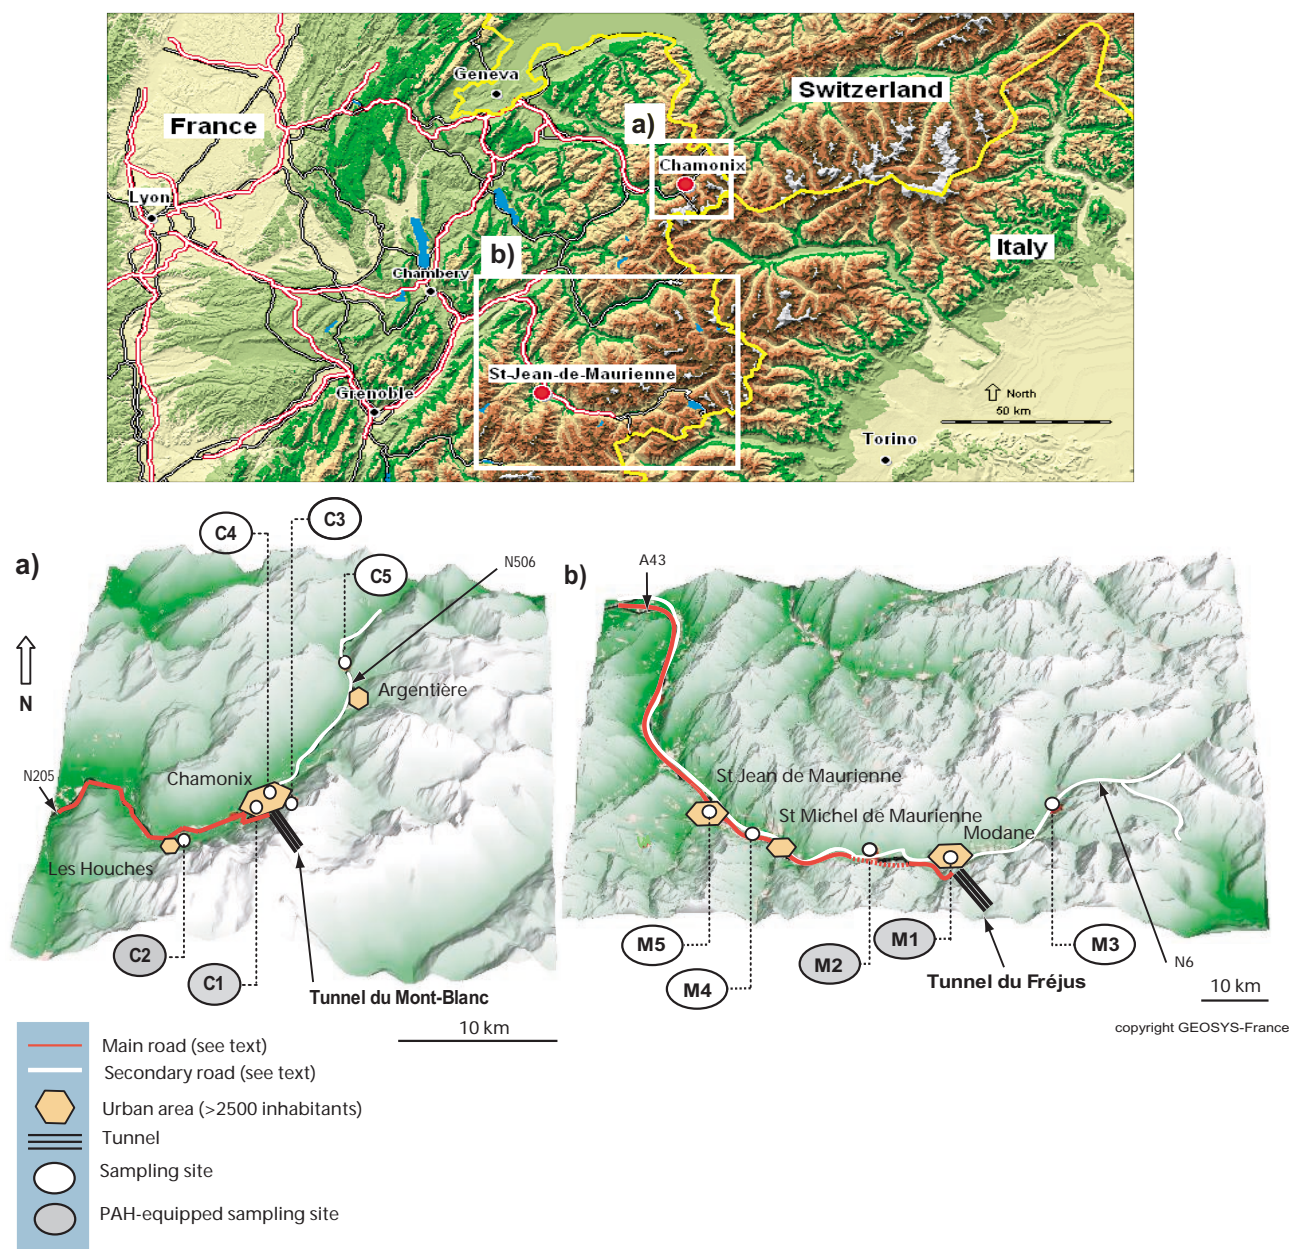 Geneva
Switzerland
France
a)
Chamonix
Lyon
Italy
b)
Chambery
St-Jean-de-Maurienne
Grenoble
North
50 km
Torino
C4
C3
a)
N506
C5
N
Argentière
N205
Chamonix
Les Houches
C2
C1
Tunnel du Mont-Blanc
10 km
b)
A43
St Jean de Maurienne
St Michel de Maurienne
Modane
M5
M4
M2
M1
M3
N6
Tunnel du Fréjus
10 km
copyright GEOSYS-France
Main road (see text)
Secondary road (see text)
Urban area (>2500 inhabitants)
Tunnel
Sampling site
PAH-equipped sampling site